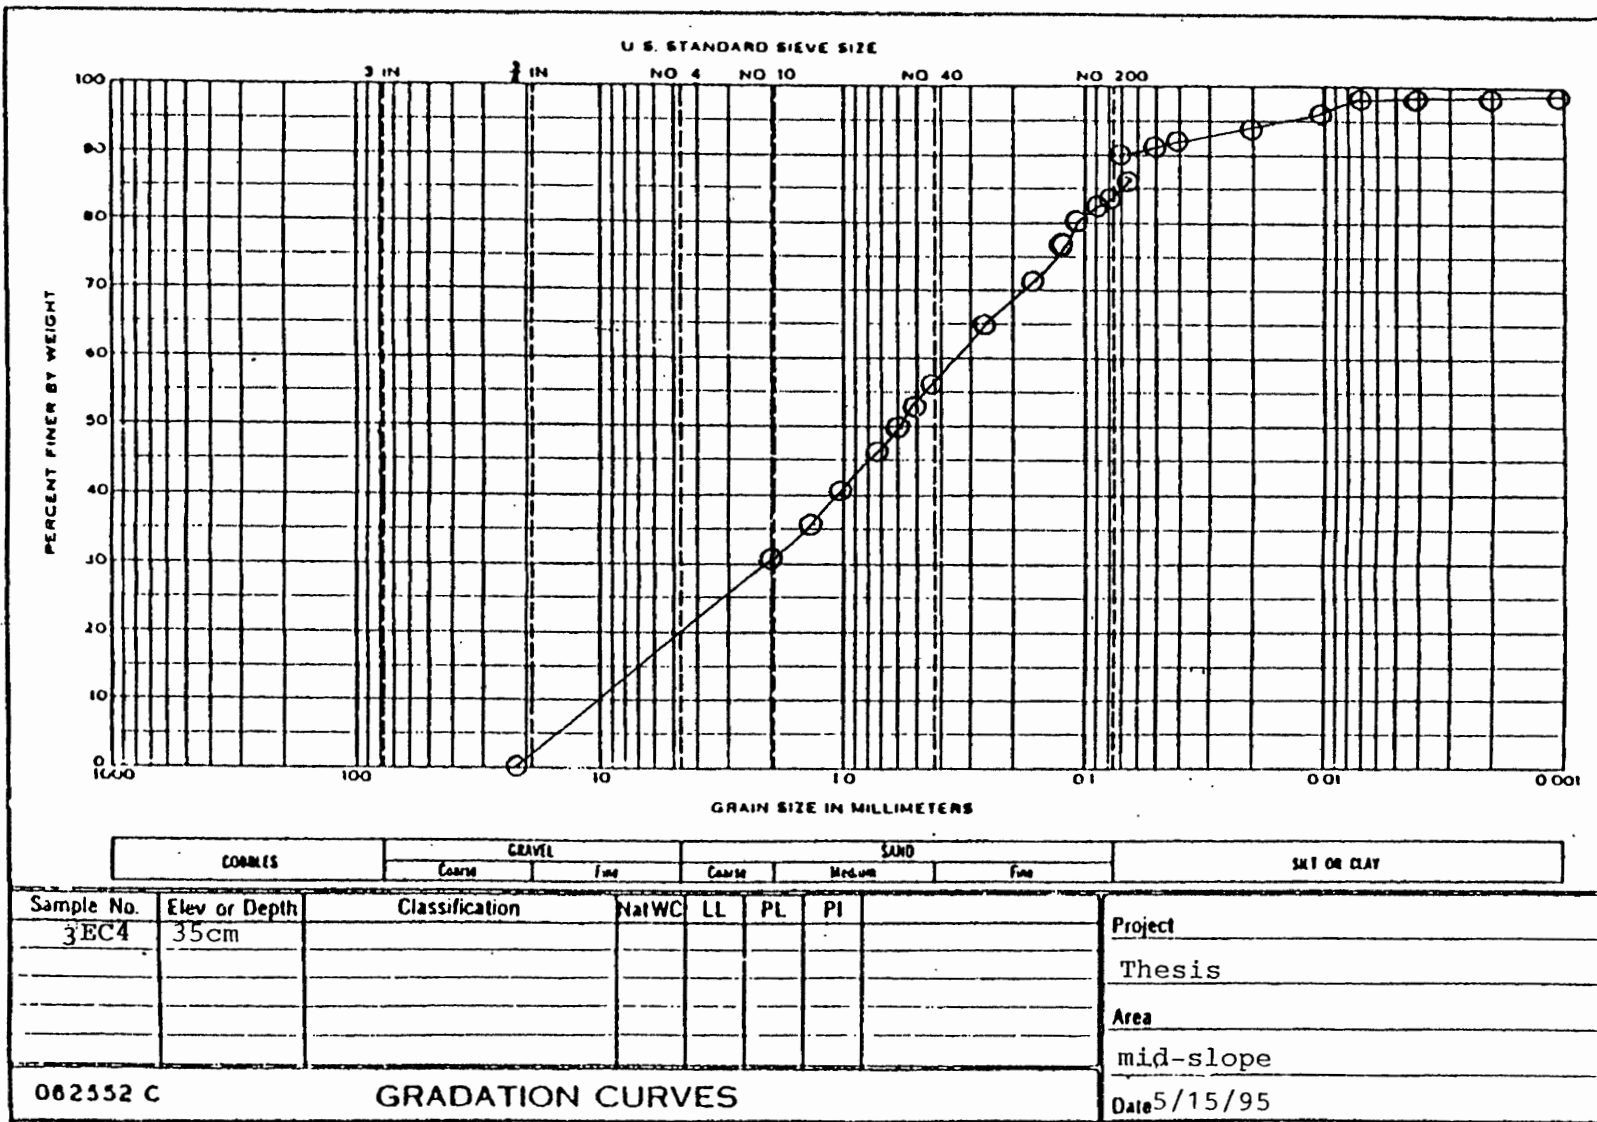 U S. STANDARD SIEVE SIZE
3 IN 3/4 IN NO 4 NO 10 NO 40 NO 200
100
90
80
70
60
50
40
30
20
10
0
PERCENT FINER BY WEIGHT
1000 100 10 1 0 0 1 0 01 0 001
GRAIN SIZE IN MILLIMETERS
COBBLES GRAVEL SAND SILT OR CLAY
Coarse Fine Coarse Medium Fine
Sample No. Elev or Depth Classification Nat WC LL PL PI
3EC4 35cm
Project
Thesis
Area
mid-slope
Date 5/15/95
062552 C GRADATION CURVES